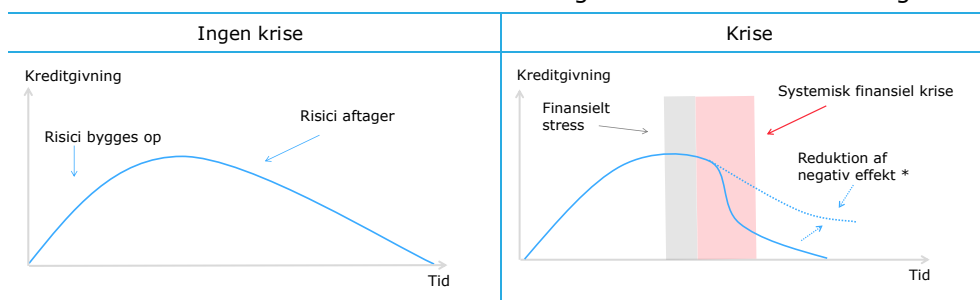 Ingen krise
Krise
Kreditgivning
Risici bygges op
Risici aftager
Tid
Kreditgivning
Finansielt
stress
Systemisk finansiel krise
Reduktion af
negativ effekt *
Tid